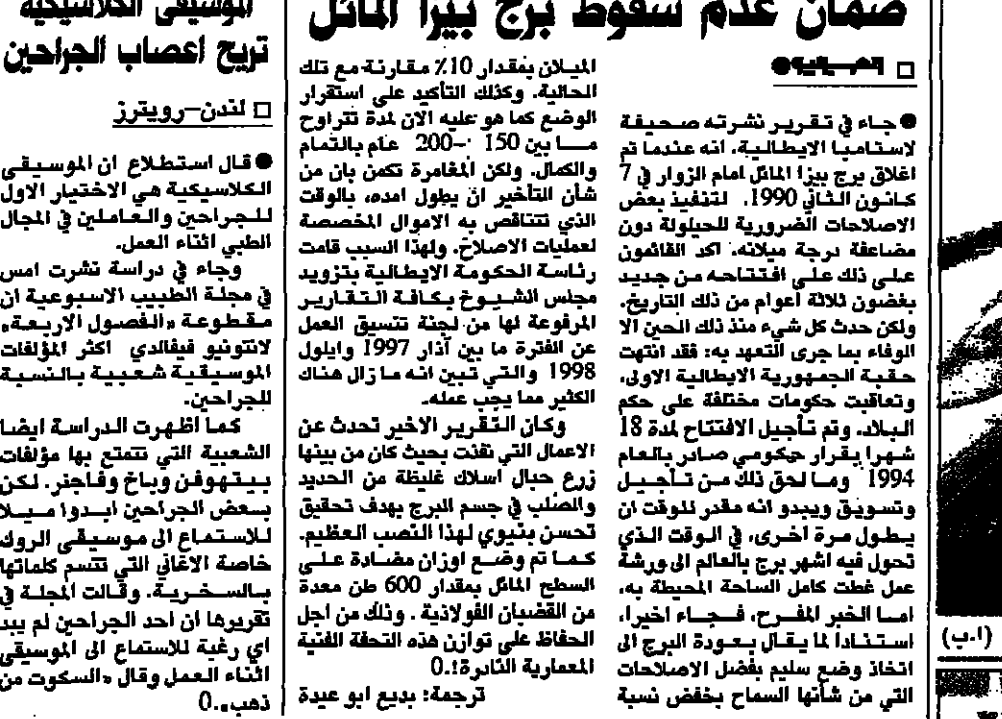 ضمان عدم سقوط برج بيزا المائل
● جاء في تقرير نشرته صحيفة
لاستامبا الايطالية، انه عندما تم
اغلاق برج بيزا المائل امام الزوار في 7
كانون الثاني 1990. لتنفيذ بعض
الاصلاحات الضرورية للحيلولة دون
مضاعفة درجة ميلانه، اكد القائمون
على ذلك على افتتاحه من جديد
بغضون ثلاثة اعوام من ذلك التاريخ.
ولكن حدث كل شيء منذ ذلك الحين الا
الوفاء بما جرى التعهد به: فقد انتهت
حقبة الجمهورية الايطالية الاولى،
وتعاقبت حكومات مختلفة على حكم
البلاد. وتم تأجيل الافتتاح لمدة 18
شهرا بقرار حكومي صادر بالعام
1994 وما لحق ذلك من تأجيل
وتسويق ويبدو انه مقدر للوقت ان
يطول مرة اخرى، في الوقت الذي
تحول فيه اشهر برج بالعالم الى ورشة
عمل غطت كامل الساحة المحيطة به،
اما الخبر المفرح، فجاء اخيرا،
استنادا لما يقال بعودة البرج الى
اتخاذ وضع سليم بفضل الاصلاحات
التي من شأنها السماح بخفض نسبة
الميلان بمقدار 10٪ مقارنة مع تلك
الحالية. وكذلك التأكيد على استقرار
الوضع كما هو عليه الان لمدة تتراوح
ما بين 150 -200 عام بالتمام
والكمال. ولكن المغامرة تكمن بان من
شأن التأخير ان يطول امده، بالوقت
الذي تتناقص به الاموال المخصصة
لعمليات الاصلاح. ولهذا السبب قامت
رئاسة الحكومة الايطالية بتزويد
مجلس الشيوخ بكافة التقارير
المرفوعة لها من لجنة تنسيق العمل
عن الفترة ما بين آذار 1997 وايلول
1998 والتي تبين انه ما زال هناك
الكثير مما يجب عمله.
وكان التقرير الاخير تحدث عن
الاعمال التي نفذت بحيث كان من بينها
زرع حبال اسلاك غليظة من الحديد
والصلب في جسم البرج بهدف تحقيق
تحسن بنيوي لهذا النصب العظيم.
كما تم وضع اوزان مضادة على
السطح المائل بمقدار 600 طن معدة
من القضبان الفولاذية. وذلك من اجل
الحفاظ على توازن هذه التحفة الفنية
المعمارية النادرة!.0
ترجمة: بديع ابو عيدة
الموسيقى الكلاسيكية
تريح اعصاب الجراحين
□ لندن-رويترز
● قال استطلاع ان الموسيقى
الكلاسيكية هي الاختيار الاول
للجراحين والعاملين في المجال
الطبي اثناء العمل.
وجاء في دراسة نشرت امس
في مجلة الطبيب الاسبوعية ان
مقطوعة «الفصول الاربعة»
لانتونيو فيفالدي اكثر المؤلفات
الموسيقية شعبية بالنسبة
للجراحين.
كما اظهرت الدراسة ايضا
الشعبية التي تتمتع بها مؤلفات
بيتهوفن وباخ وفاجنر. لكن
بعض الجراحين ابدوا ميلا
للاستماع الى موسيقى الروك
خاصة الاغاني التي تتسم كلماتها
بالسخرية. وقالت المجلة في
تقريرها ان احد الجراحين لم يبد
اي رغبة للاستماع الى الموسيقى
اثناء العمل وقال «السكوت من
ذهب».0
(ا.ب)